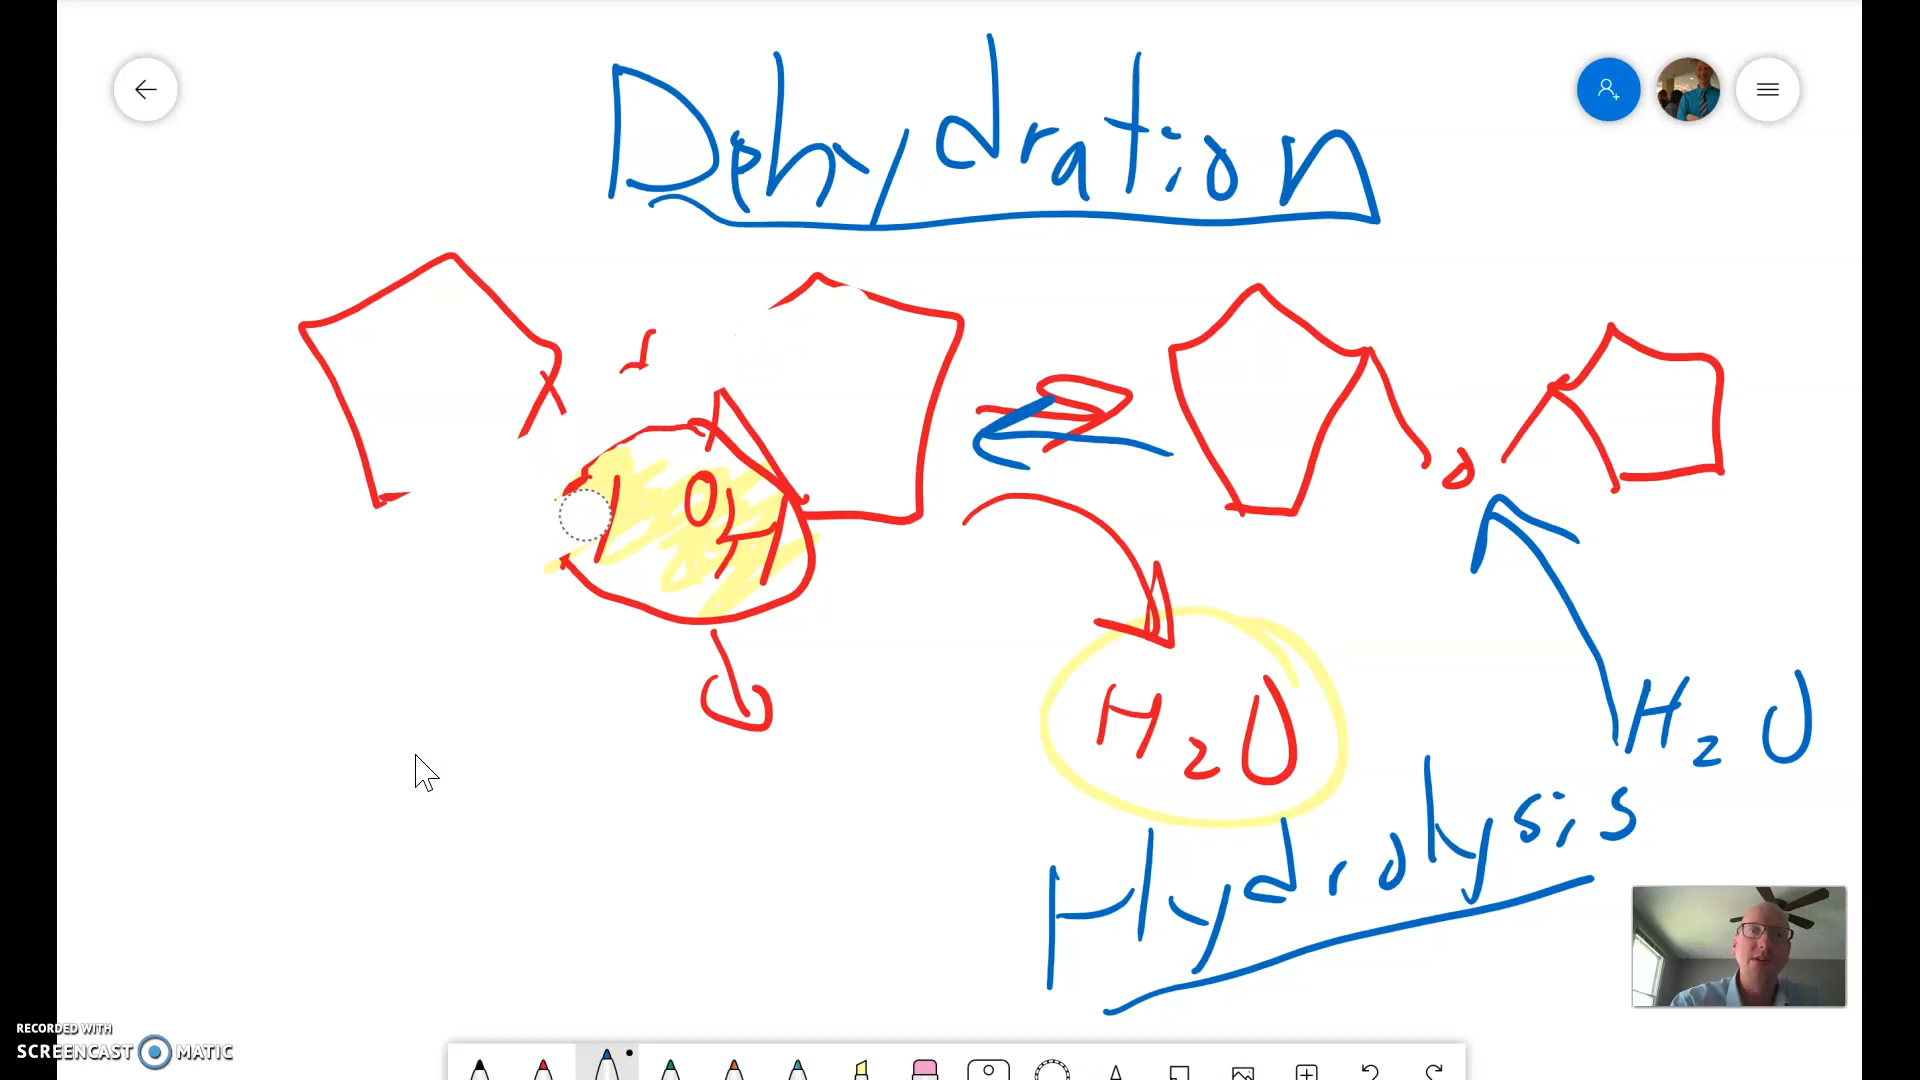 Dehydration
OH
H2O
H2O
Hydrolysis
RECORDED WITH
SCREENCAST MATIC